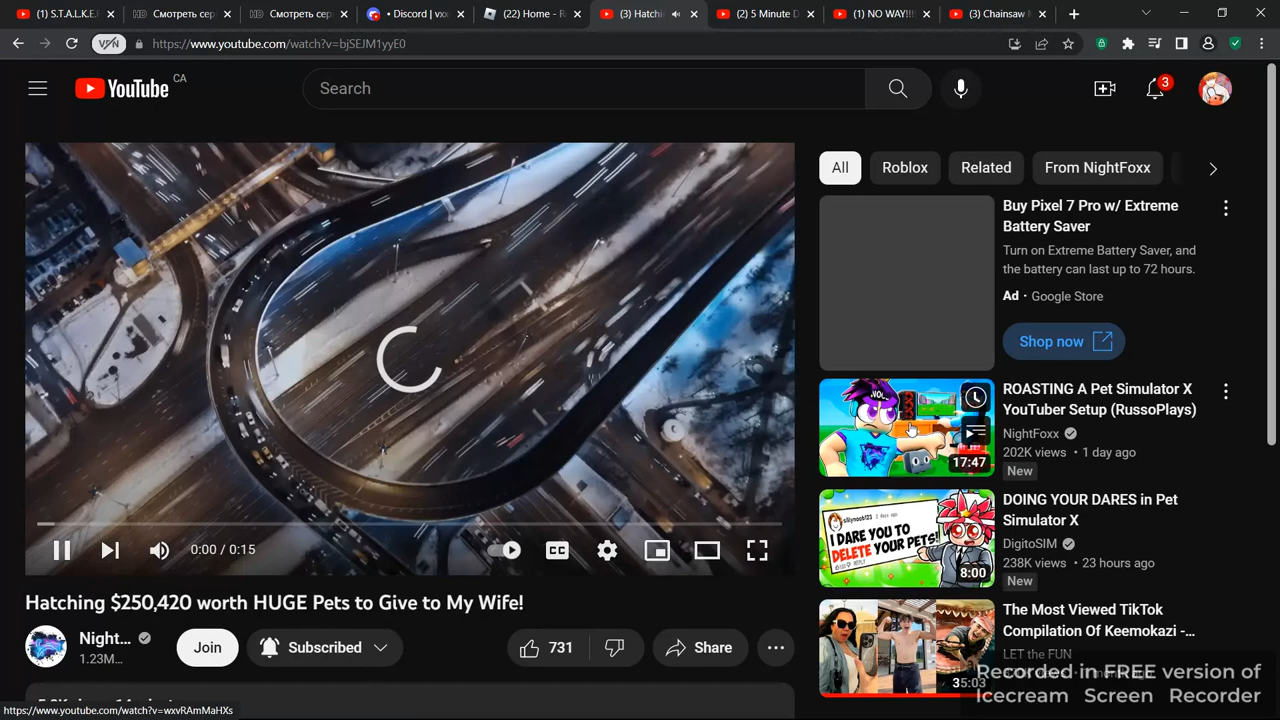 (1) S.T.A.L.K.E.
Смотреть сер
Смотреть сер
• Discord | vxx
(22) Home - R
(3) Hatchi
(2) 5 Minute D
(1) NO WAY!!!
(3) Chainsaw M
VPN
https://www.youtube.com/watch?v=bjSEJM1yyE0
YouTube CA
Search
3
All
Roblox
Related
From NightFoxx
Buy Pixel 7 Pro w/ Extreme
Battery Saver
Turn on Extreme Battery Saver, and
the battery can last up to 72 hours.
Ad · Google Store
Shop now
ROASTING A Pet Simulator X
YouTuber Setup (RussoPlays)
NightFoxx
202K views • 1 day ago
New
17:47
DOING YOUR DARES in Pet
Simulator X
DigitoSIM
238K views • 23 hours ago
New
I DARE YOU TO
DELETE YOUR PETS!
8:00
The Most Viewed TikTok
Compilation Of Keemokazi -...
LET the FUN
35:03
0:00 / 0:15
CC
Hatching $250,420 worth HUGE Pets to Give to My Wife!
Night...
1.23M...
Join
Subscribed
731
Share
https://www.youtube.com/watch?v=wxvRAmMaHXs
Recorded in FREE version of
Icecream Screen Recorder